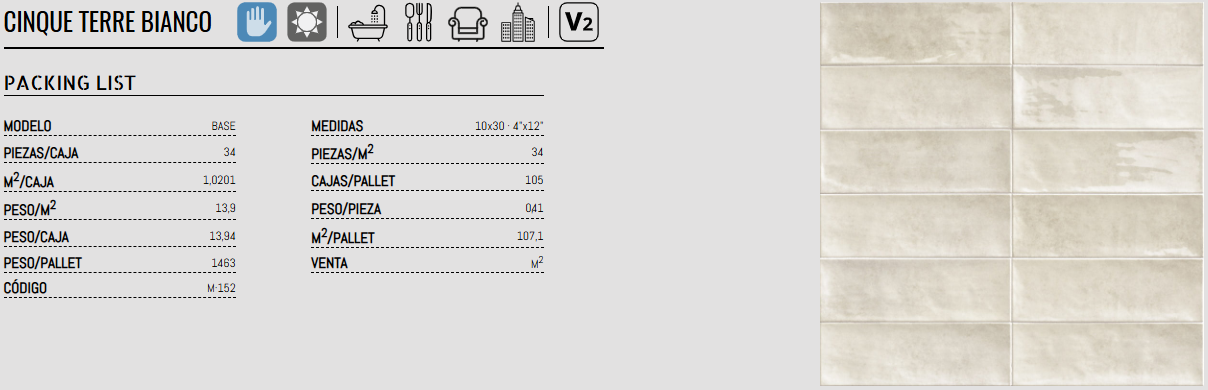 CINQUE TERRE BIANCO V2
PACKING LIST
MODELO BASE
PIEZAS/CAJA 34
M²/CAJA 1,0201
PESO/M² 13,9
PESO/CAJA 13,94
PESO/PALLET 1463
CÓDIGO M-152
MEDIDAS 10x30 · 4"x12"
PIEZAS/M² 34
CAJAS/PALLET 105
PESO/PIEZA 0,41
M²/PALLET 107,1
VENTA M²